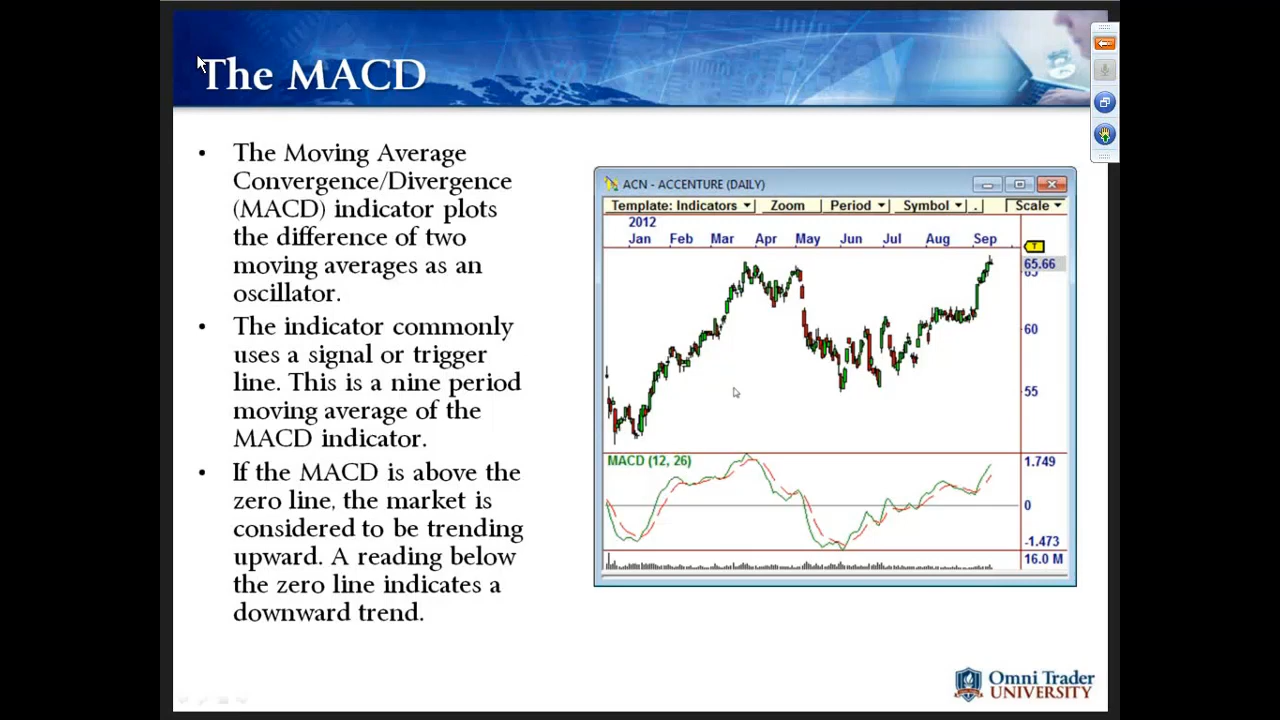 The MACD
• The Moving Average
Convergence/Divergence
(MACD) indicator plots
the difference of two
moving averages as an
oscillator.
• The indicator commonly
uses a signal or trigger
line. This is a nine period
moving average of the
MACD indicator.
• If the MACD is above the
zero line, the market is
considered to be trending
upward. A reading below
the zero line indicates a
downward trend.
ACN - ACCENTURE (DAILY)
Template: Indicators Zoom Period Symbol . Scale
2012
Jan Feb Mar Apr May Jun Jul Aug Sep
T
65.66
65
60
55
MACD (12, 26)
1.749
0
-1.473
16.0 M
Omni Trader
UNIVERSITY